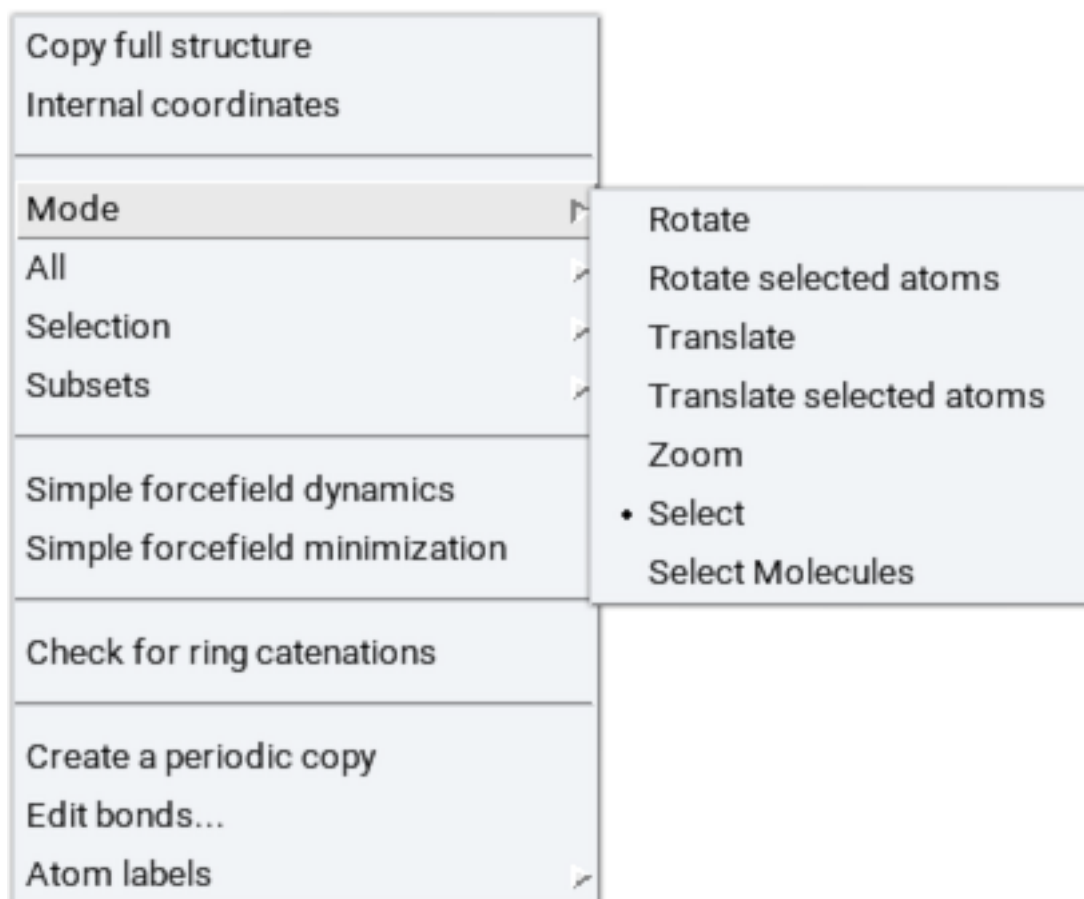 Copy full structure
Internal coordinates
Mode
All
Selection
Subsets
Simple forcefield dynamics
Simple forcefield minimization
Check for ring catenations
Create a periodic copy
Edit bonds...
Atom labels
Rotate
Rotate selected atoms
Translate
Translate selected atoms
Zoom
• Select
Select Molecules